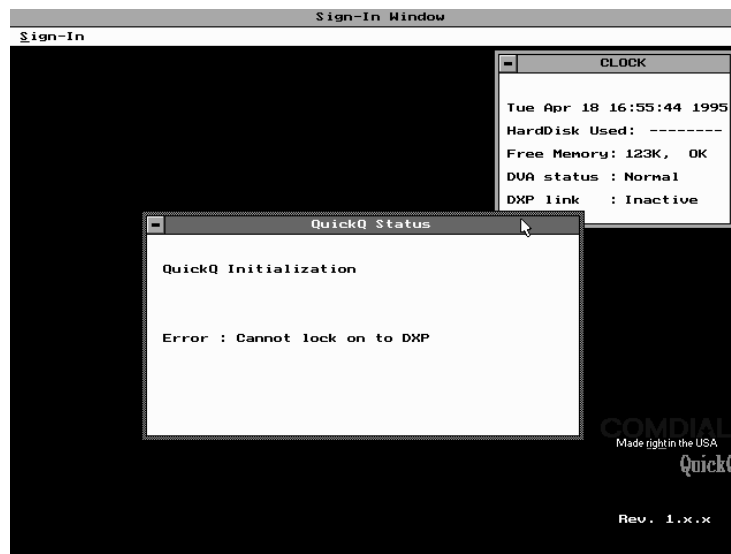 Sign-In Window
Sign-In
CLOCK
Tue Apr 18 16:55:44 1995
HardDisk Used: --------
Free Memory: 123K, OK
DVA status : Normal
DXP link : Inactive
QuickQ Status
QuickQ Initialization
Error : Cannot lock on to DXP
COMDIAL
Made right in the USA
QuickQ
Rev. 1.x.x